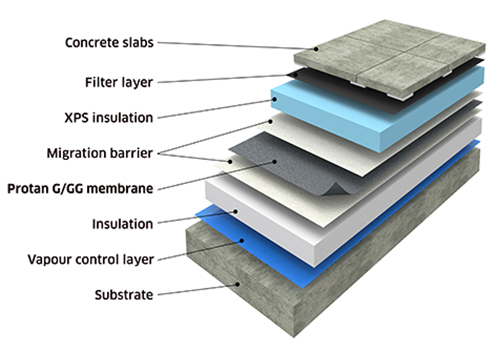 Concrete slabs
Filter layer
XPS insulation
Migration barrier
Protan G/GG membrane
Insulation
Vapour control layer
Substrate